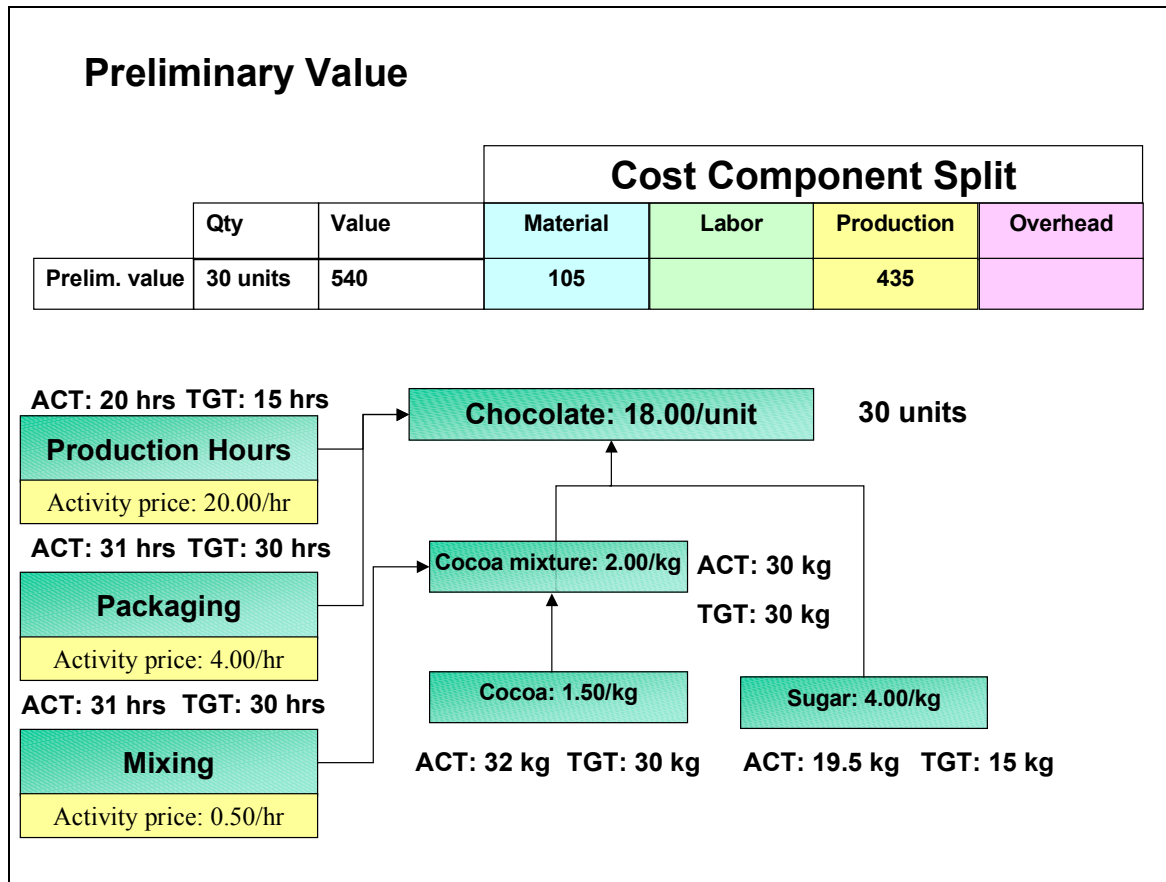 Preliminary Value
Cost Component Split
Qty Value Material Labor Production Overhead
Prelim. value 30 units 540 105 435
ACT: 20 hrs TGT: 15 hrs
Production Hours
Activity price: 20.00/hr
Chocolate: 18.00/unit
30 units
ACT: 31 hrs TGT: 30 hrs
Packaging
Activity price: 4.00/hr
Cocoa mixture: 2.00/kg
ACT: 30 kg
TGT: 30 kg
ACT: 31 hrs TGT: 30 hrs
Mixing
Activity price: 0.50/hr
Cocoa: 1.50/kg
ACT: 32 kg TGT: 30 kg
Sugar: 4.00/kg
ACT: 19.5 kg TGT: 15 kg